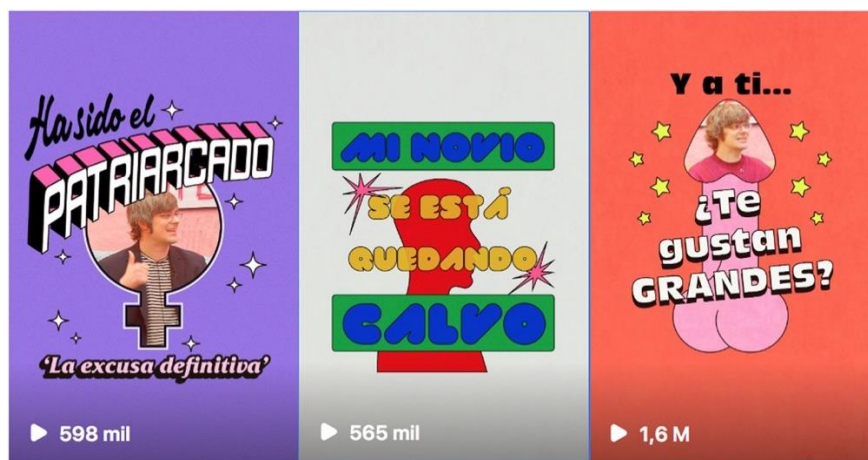 Ha sido el
PATRIARCADO
'La excusa definitiva'
598 mil
MI NOVIO
SE ESTÁ
QUEDANDO
CALVO
565 mil
Y a ti...
¿Te
gustan
GRANDES?
1,6 M